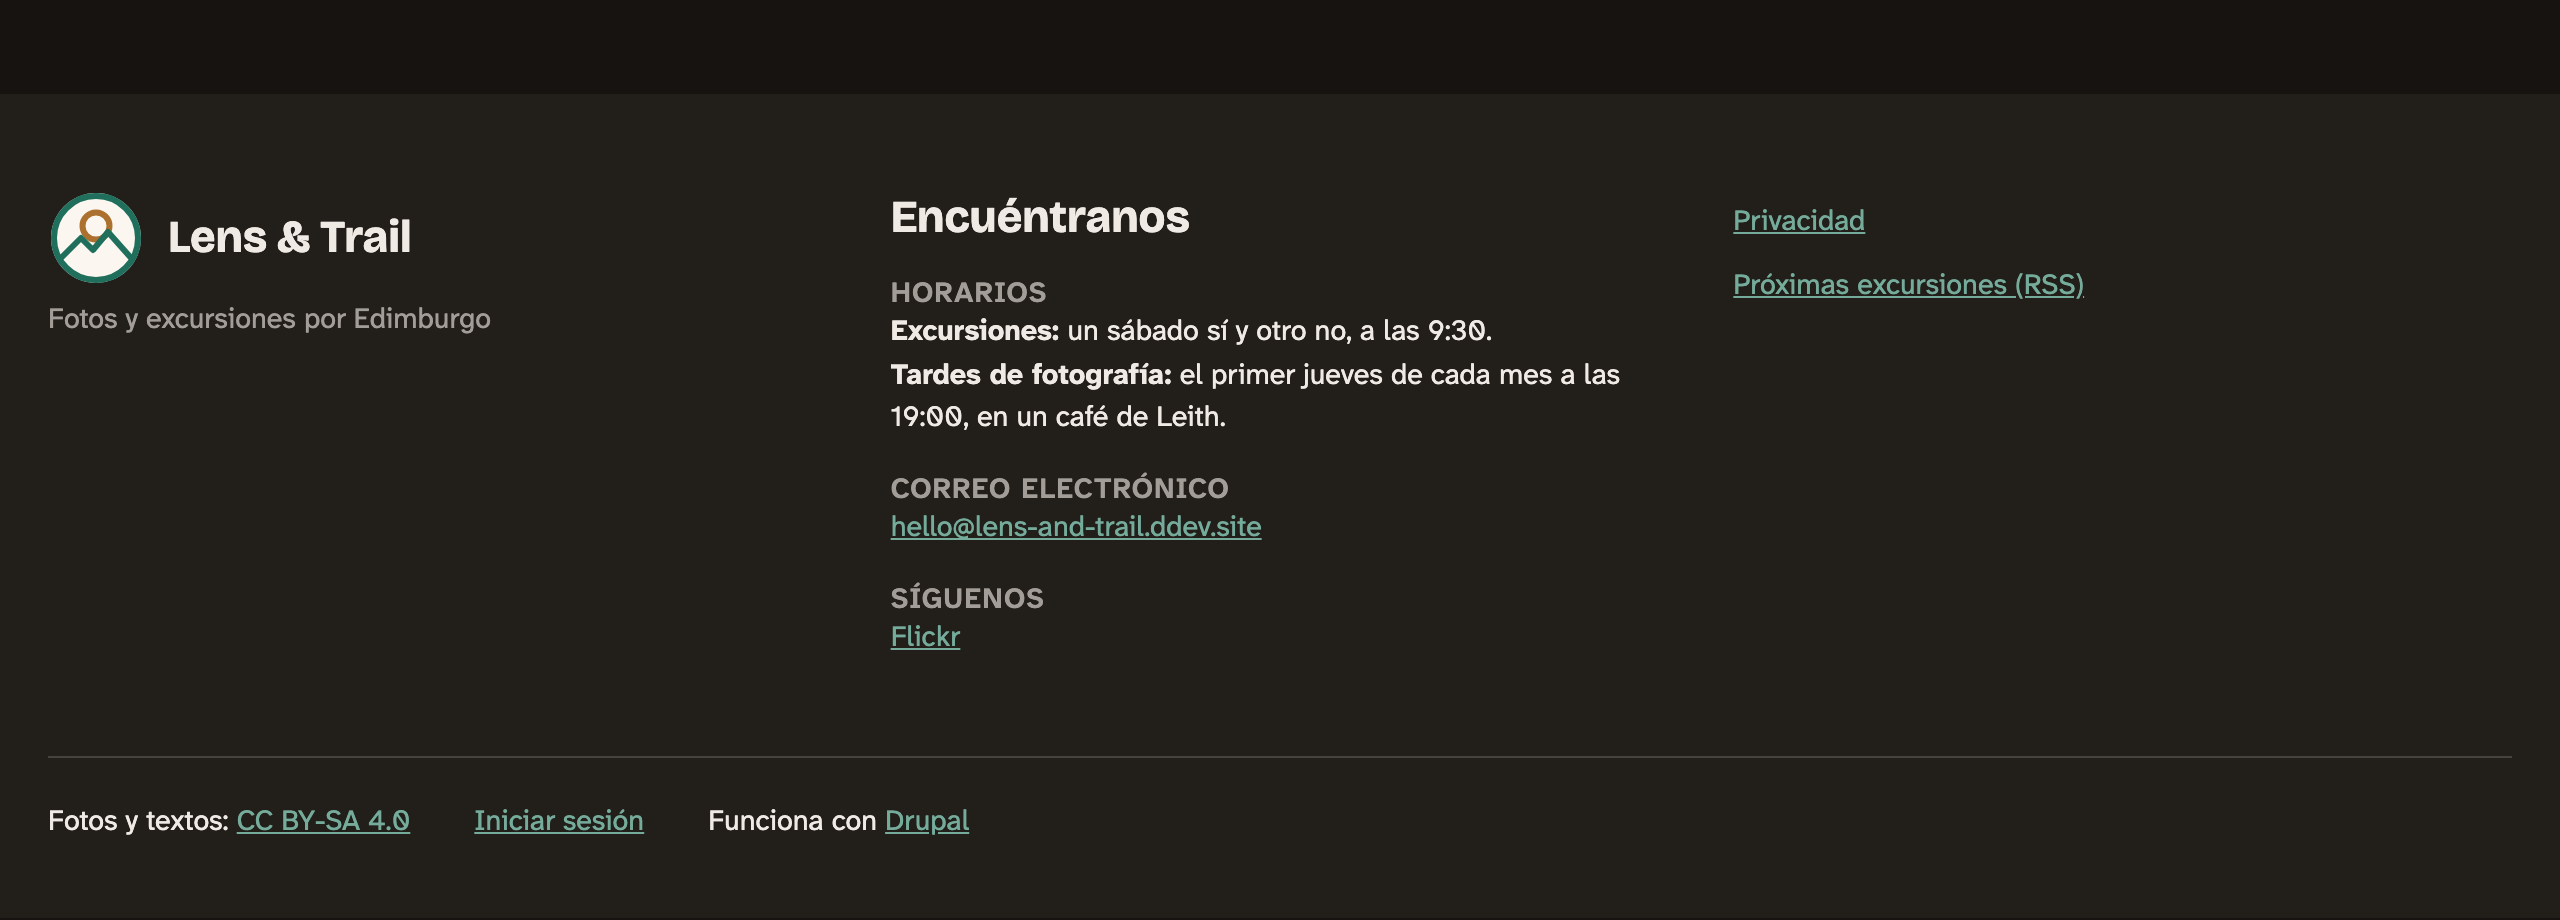 Lens & Trail
Fotos y excursiones por Edimburgo
Encuéntranos
HORARIOS
Excursiones: un sábado sí y otro no, a las 9:30.
Tardes de fotografía: el primer jueves de cada mes a las
19:00, en un café de Leith.
CORREO ELECTRÓNICO
hello@lens-and-trail.ddev.site
SÍGUENOS
Flickr
Privacidad
Próximas excursiones (RSS)
Fotos y textos: CC BY-SA 4.0 Iniciar sesión Funciona con Drupal